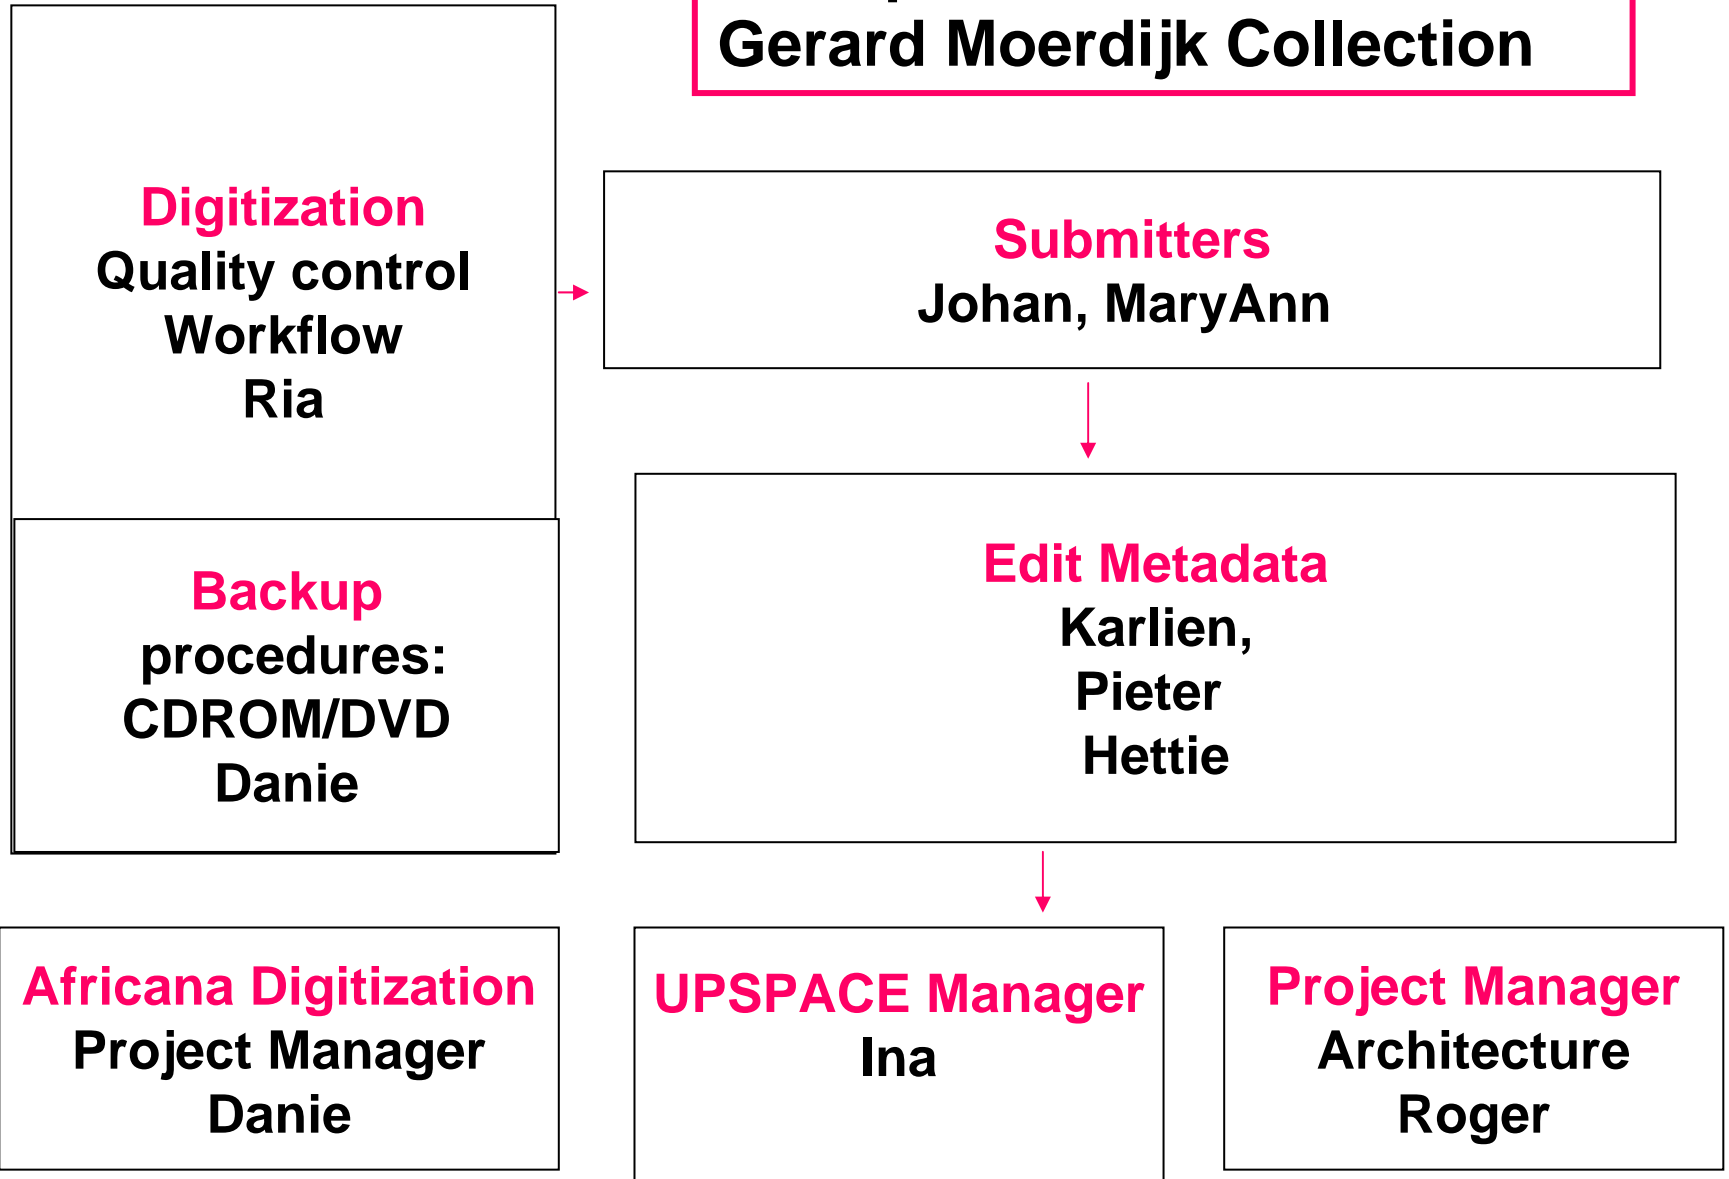 Gerard Moerdijk Collection
Digitization
Quality control
Workflow
Ria
Submitters
Johan, MaryAnn
Backup
procedures:
CDROM/DVD
Danie
Edit Metadata
Karlien,
Pieter
Hettie
Africana Digitization
Project Manager
Danie
UPSPACE Manager
Ina
Project Manager
Architecture
Roger